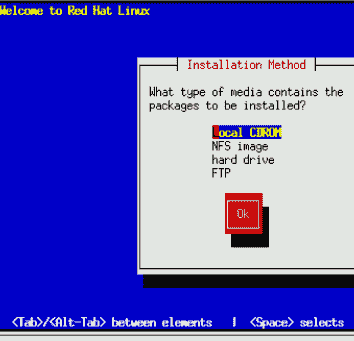 Welcome to Red Hat Linux
Installation Method
What type of media contains the
packages to be installed?
Local CDROM
NFS image
hard drive
FTP
Ok
<Tab>/<Alt-Tab> between elements | <Space> selects